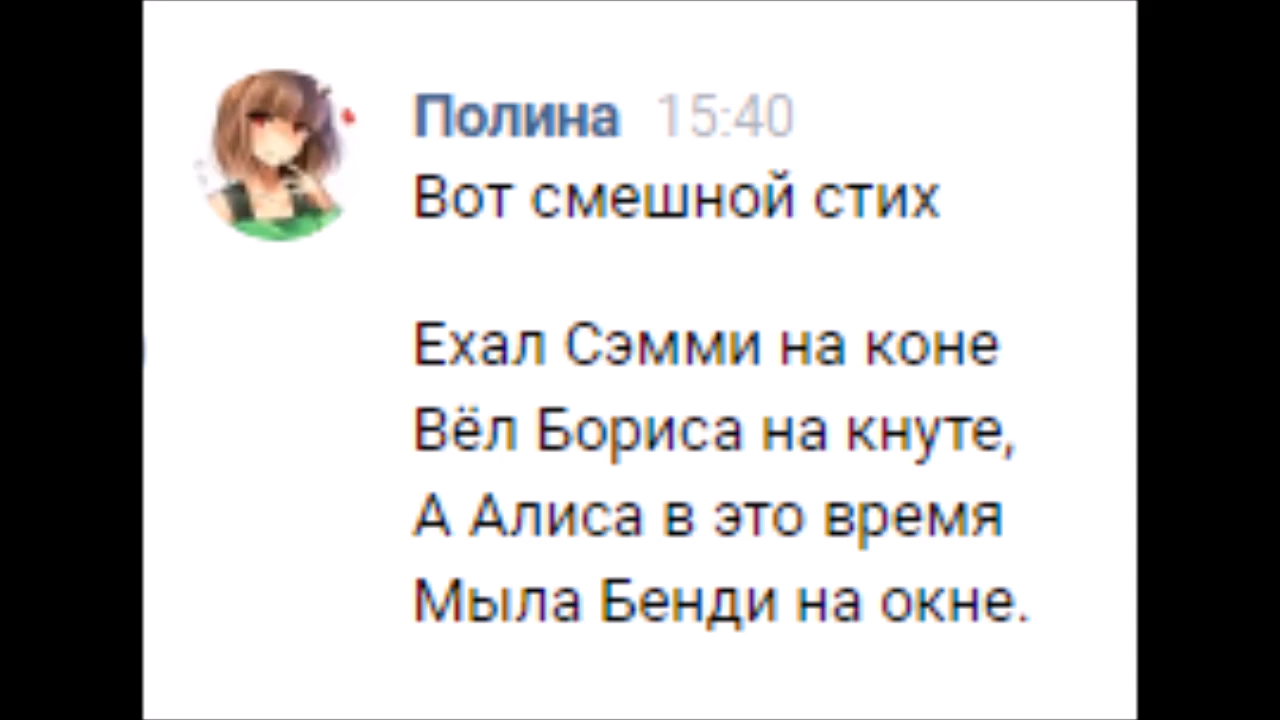 Полина 15:40
Вот смешной стих
Ехал Сэмми на коне
Вёл Бориса на кнуте,
А Алиса в это время
Мыла Бенди на окне.